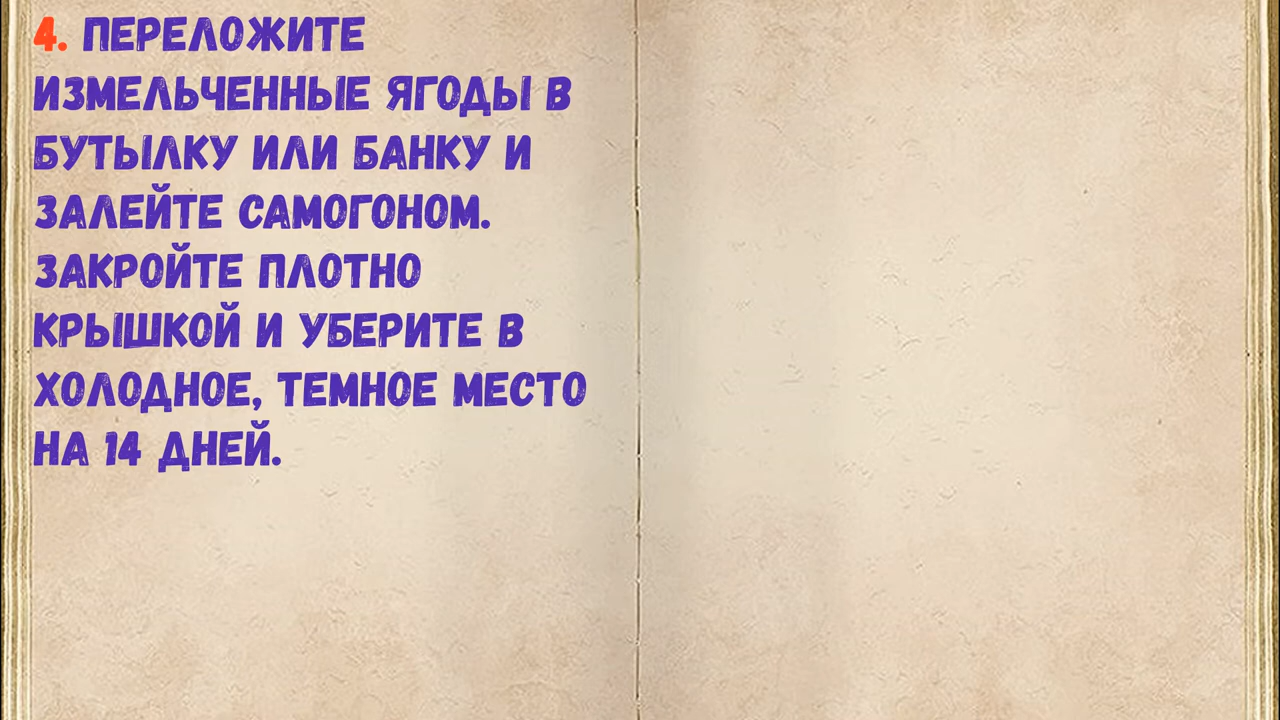 4. ПЕРЕЛОЖИТЕ
ИЗМЕЛЬЧЕННЫЕ ЯГОДЫ В
БУТЫЛКУ ИЛИ БАНКУ И
ЗАЛЕЙТЕ САМОГОНОМ.
ЗАКРОЙТЕ ПЛОТНО
КРЫШКОЙ И УБЕРИТЕ В
ХОЛОДНОЕ, ТЕМНОЕ МЕСТО
НА 14 ДНЕЙ.